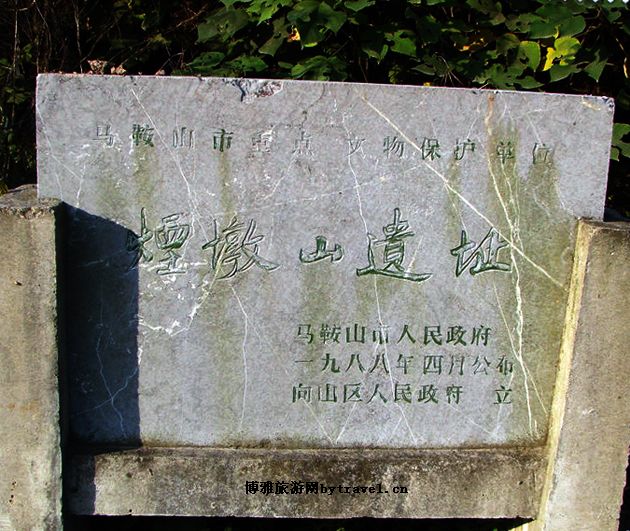 马鞍山市重点文物保护单位
煙墩山遗址
马鞍山市人民政府
一九八八年四月公布
向山区人民政府 立
博雅旅游网bytravel.cn